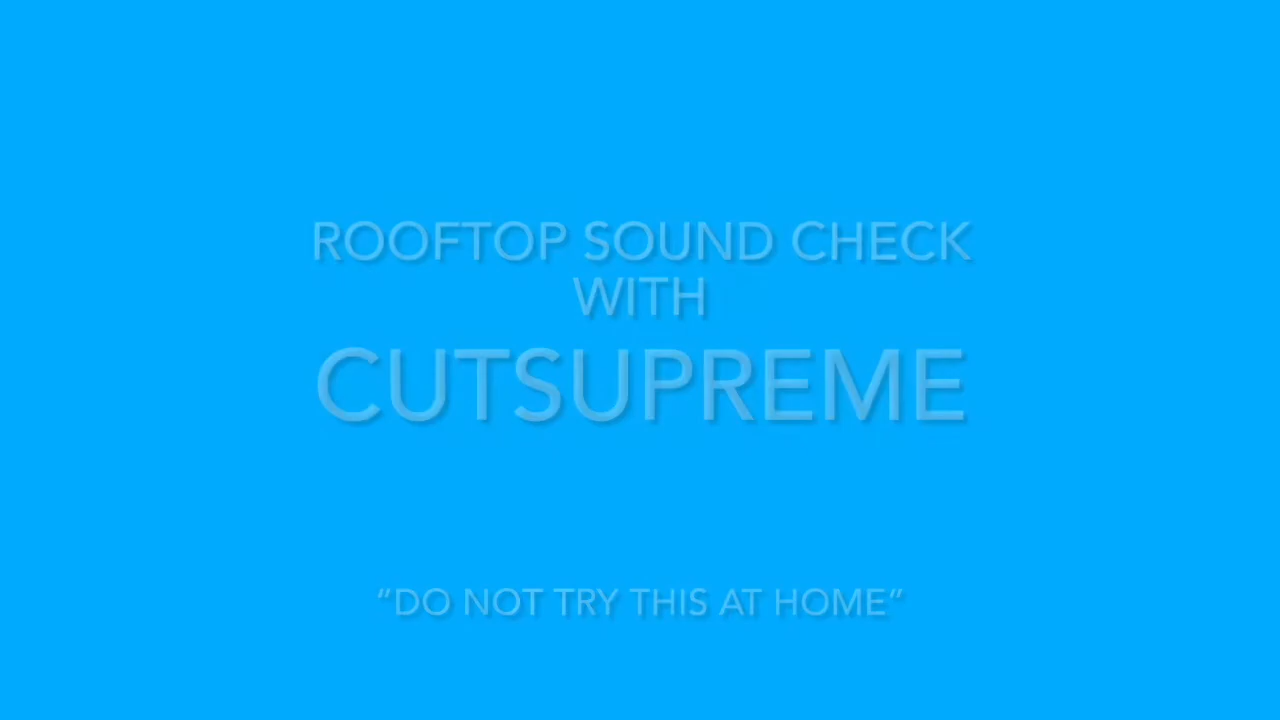 ROOFTOP SOUND CHECK
WITH
CUTSUPREME
“DO NOT TRY THIS AT HOME”